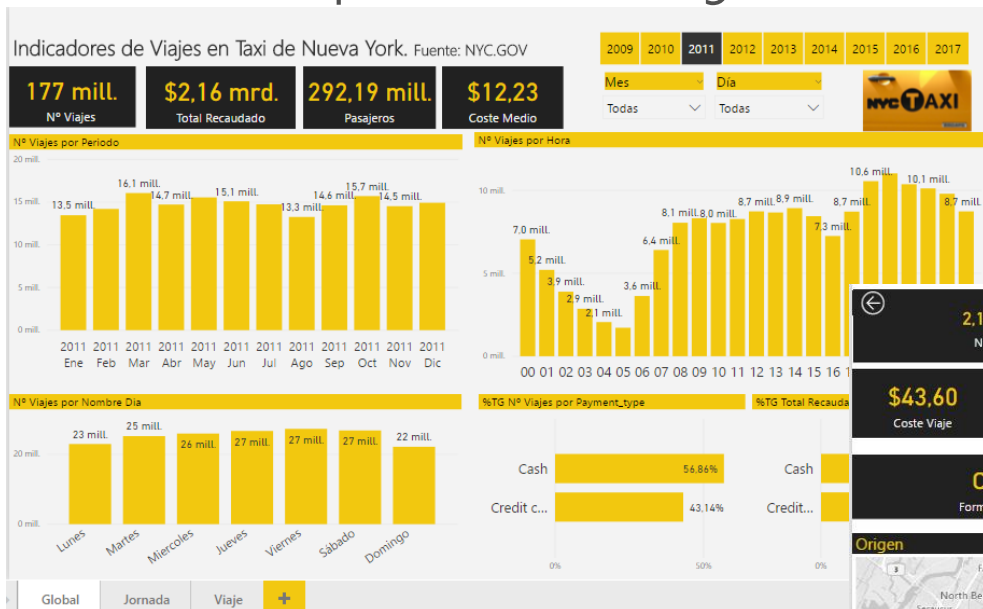 Indicadores de Viajes en Taxi de Nueva York. Fuente: NYC.GOV
2009 2010 2011 2012 2013 2014 2015 2016 2017
177 mill.
Nº Viajes
$2,16 mrd.
Total Recaudado
292,19 mill.
Pasajeros
$12,23
Coste Medio
Mes
Todas
Día
Todas
NYC TAXI
Nº Viajes por Periodo
20 mill.
15 mill.
10 mill.
5 mill.
0 mill.
13,5 mill.
16,1 mill.
14,7 mill.
15,1 mill.
13,3 mill.
14,6 mill.
15,7 mill.
14,5 mill.
2011 2011 2011 2011 2011 2011 2011 2011 2011 2011 2011 2011
Ene Feb Mar Abr May Jun Jul Ago Sep Oct Nov Dic
Nº Viajes por Hora
10 mill.
5 mill.
0 mill.
7,0 mill.
5,2 mill.
3,9 mill.
2,9 mill.
2,1 mill.
3,6 mill.
6,4 mill.
8,1 mill.
8,0 mill.
8,7 mill.
8,9 mill.
7,3 mill.
8,7 mill.
10,6 mill.
10,1 mill.
8,7 mill.
00 01 02 03 04 05 06 07 08 09 10 11 12 13 14 15 16
Nº Viajes por Nombre Dia
20 mill.
0 mill.
23 mill.
25 mill.
26 mill.
27 mill.
27 mill.
27 mill.
22 mill.
Lunes Martes Miercoles Jueves Viernes Sábado Domingo
%TG Nº Viajes por Payment_type
Cash
56,86%
Credit c...
43,14%
0% 50%
%TG Total Recauda
Cash
Credit...
0%
2,1
N
$43,60
Coste Viaje
Form
Origen
3
North Be
Global Jornada Viaje +